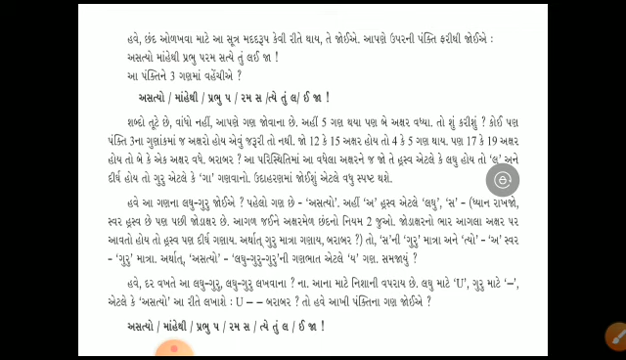 હવે, છંદ ઓળખવા માટે આ સૂત્ર મદદરૂપ કેવી રીતે થાય, તે જોઈએ. આપણે ઉપરની પંક્તિ ફરીથી જોઈએ :
અસત્યો માંહેથી પ્રભુ પરમ સત્યે તું લઈ જા !
આ પંક્તિને 3 ગણમાં વહેંચીએ ?
અસત્યો / માંહેથી / પ્રભુ પ / રમ સ /ત્યે તું લ/ ઈ જા !
શબ્દો તૂટે છે, વાંધો નહીં, આપણે ગણ જોવાના છે. અહીં 5 ગણ થયા પણ બે અક્ષર વધ્યા. તો શું કરીશું ? કોઈ પણ
પંક્તિ 3ના ગુણાંકમાં જ અક્ષરો હોય એવું જરૂરી તો નથી. જો 12 કે 15 અક્ષર હોય તો 4 કે 5 ગણ થાય. પણ 17 કે 19 અક્ષર
હોય તો બે કે એક અક્ષર વધે. બરાબર ? આ પરિસ્થિતિમાં આ વધેલા અક્ષરને જ જો તે હ્રસ્વ એટલે કે લઘુ હોય તો ‘લ’ અને
દીર્ઘ હોય તો ગુરુ એટલે કે ‘ગા’ ગણવાનો. ઉદાહરણમાં જોઈશું એટલે વધુ સ્પષ્ટ થશે.
હવે આ ગણના લઘુ-ગુરુ જોઈએ ? પહેલો ગણ છે – ‘અસત્યો’. અહીં ‘અ’ હ્રસ્વ એટલે ‘લઘુ’, ‘સ’ – (ધ્યાન રાખજો,
સ્વર હ્રસ્વ છે પણ પછી જોડાક્ષર છે. આગળ જઈને અક્ષરમેળ છંદનો નિયમ 2 જુઓ. જોડાક્ષરનો ભાર આગલા અક્ષર પર
આવતો હોય તો હ્રસ્વ પણ દીર્ઘ ગણાય. અર્થાત્ ગુરુ માત્રા ગણાય, બરાબર ?) તો, ‘સ’ની ‘ગુરુ’ માત્રા અને ‘ત્યો’ – ‘અ’ સ્વર
– ‘ગુરુ’ માત્રા. અર્થાત્, ‘અસત્યો’ – ‘લઘુ-ગુરુ-ગુરુ’ની ગણભાત એટલે ‘ય’ ગણ. સમજાયું ?
હવે, દર વખતે આ લઘુ-ગુરુ, લઘુ-ગુરુ લખવાના ? ના. આના માટે નિશાની વપરાય છે. લઘુ માટે ‘U’, ગુરુ માટે ‘–’,
એટલે કે ‘અસત્યો’ આ રીતે લખાશે : U – – બરાબર ? તો હવે આખી પંક્તિના ગણ જોઈએ ?
અસત્યો / માંહેથી / પ્રભુ પ / રમ સ / ત્યે તું લ / ઈ જા !